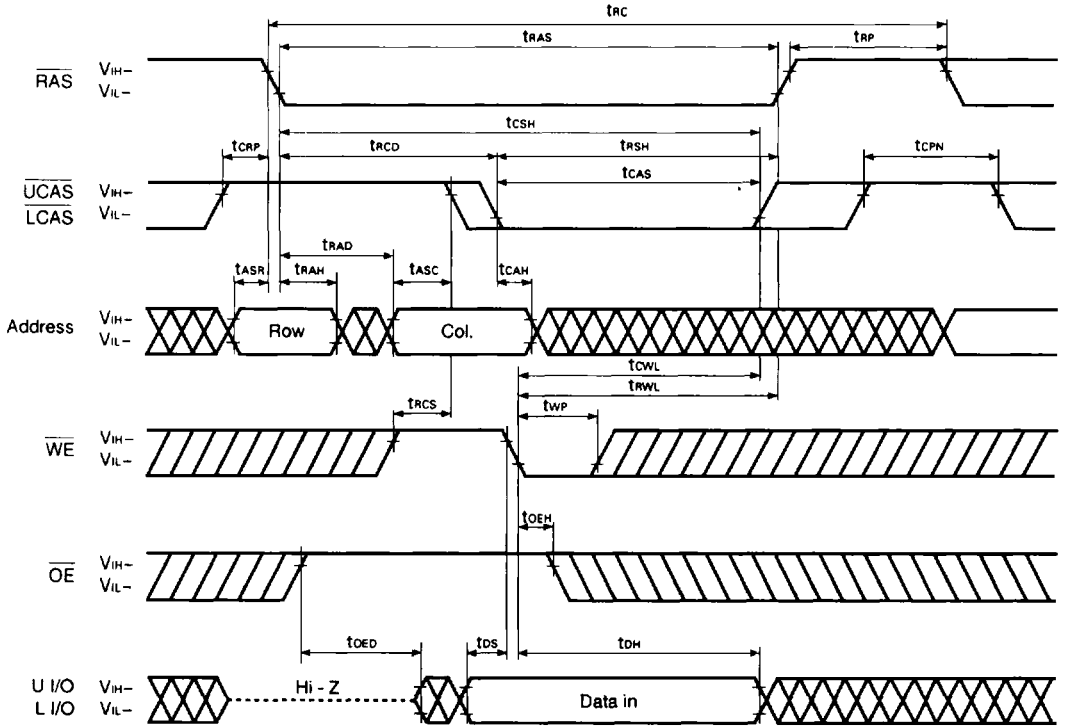 tRC
tRAS tRP
RAS VIH–
VIL–
tCSH
tCRP tRCD tRSH tCPN
tCAS
UCAS VIH–
LCAS VIL–
tRAD
tASR tRAH tASC tCAH
Address VIH–
VIL–
Row Col.
tCWL
tRWL
tRCS tWP
WE VIH–
VIL–
tOEH
OE VIH–
VIL–
tOED tDS tDH
U I/O VIH–
L I/O VIL–
Hi - Z Data in